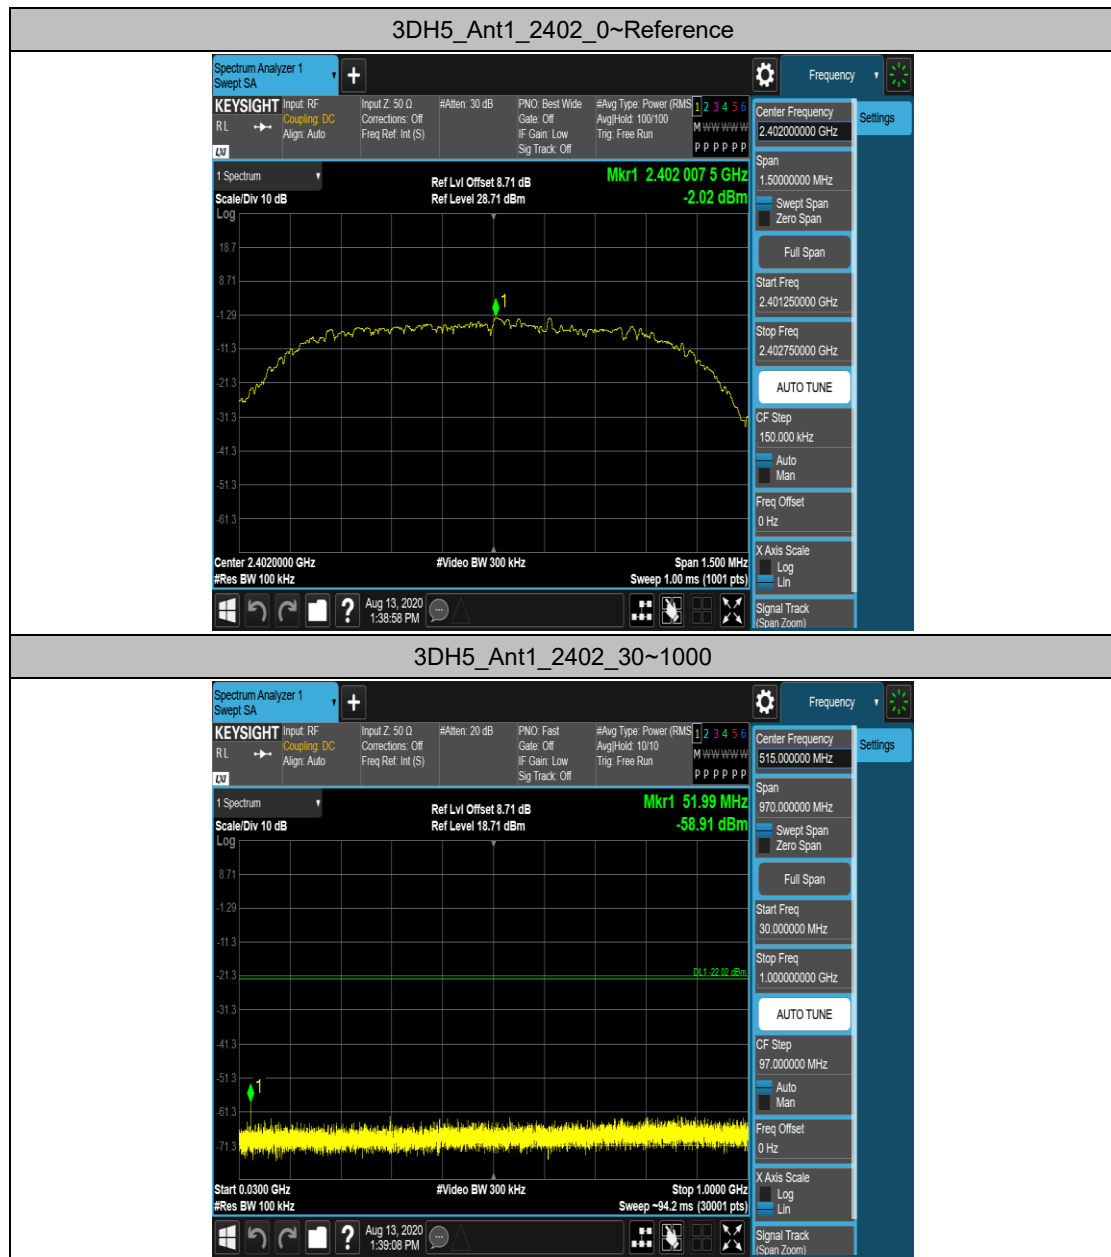 3DH5_Ant1_2402_0~Reference
Spectrum Analyzer 1
Swept SA
+
Frequency
KEYSIGHT
RL
LXI
Input: RF
Coupling: DC
Align: Auto
Input Z: 50 Ω
Corrections: Off
Freq Ref: Int (S)
#Atten: 30 dB
PNO: Best Wide
Gate: Off
IF Gain: Low
Sig Track: Off
#Avg Type: Power (RMS
Avg|Hold: 100/100
Trig: Free Run
1 2 3 4 5 6
M W W W W W
P P P P P P
1 Spectrum
Scale/Div 10 dB
Log
Ref Lvl Offset 8.71 dB
Ref Level 28.71 dBm
Mkr1 2.402 007 5 GHz
-2.02 dBm
18.7
8.71
-1.29
-11.3
-21.3
-31.3
-41.3
-51.3
-61.3
1
Center 2.4020000 GHz
#Res BW 100 kHz
#Video BW 300 kHz
Span 1.500 MHz
Sweep 1.00 ms (1001 pts)
Center Frequency
2.402000000 GHz
Settings
Span
1.50000000 MHz
Swept Span
Zero Span
Full Span
Start Freq
2.401250000 GHz
Stop Freq
2.402750000 GHz
AUTO TUNE
CF Step
150.000 kHz
Auto
Man
Freq Offset
0 Hz
X Axis Scale
Log
Lin
Signal Track
(Span Zoom)
?
Aug 13, 2020
1:38:58 PM
3DH5_Ant1_2402_30~1000
Spectrum Analyzer 1
Swept SA
+
Frequency
KEYSIGHT
RL
LXI
Input: RF
Coupling: DC
Align: Auto
Input Z: 50 Ω
Corrections: Off
Freq Ref: Int (S)
#Atten: 20 dB
PNO: Fast
Gate: Off
IF Gain: Low
Sig Track: Off
#Avg Type: Power (RMS
Avg|Hold: 10/10
Trig: Free Run
1 2 3 4 5 6
M W W W W W
P P P P P P
1 Spectrum
Scale/Div 10 dB
Log
Ref Lvl Offset 8.71 dB
Ref Level 18.71 dBm
Mkr1 51.99 MHz
-58.91 dBm
8.71
-1.29
-11.3
-21.3
-31.3
-41.3
-51.3
-61.3
-71.3
DL1 -22.02 dBm
1
Start 0.0300 GHz
#Res BW 100 kHz
#Video BW 300 kHz
Stop 1.0000 GHz
Sweep ~94.2 ms (30001 pts)
Center Frequency
515.000000 MHz
Settings
Span
970.000000 MHz
Swept Span
Zero Span
Full Span
Start Freq
30.000000 MHz
Stop Freq
1.000000000 GHz
AUTO TUNE
CF Step
97.000000 MHz
Auto
Man
Freq Offset
0 Hz
X Axis Scale
Log
Lin
Signal Track
(Span Zoom)
?
Aug 13, 2020
1:39:08 PM